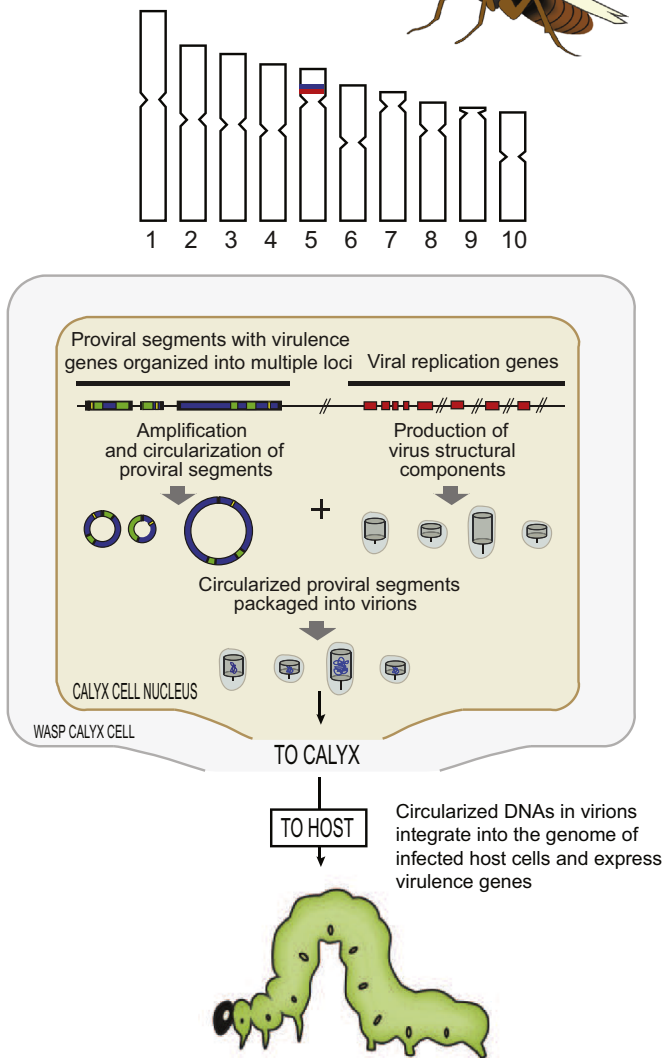 1 2 3 4 5 6 7 8 9 10
Proviral segments with virulence
genes organized into multiple loci
Viral replication genes
Amplification
and circularization of
proviral segments
Production of
virus structural
components
+
Circularized proviral segments
packaged into virions
CALYX CELL NUCLEUS
WASP CALYX CELL
TO CALYX
TO HOST
Circularized DNAs in virions
integrate into the genome of
infected host cells and express
virulence genes